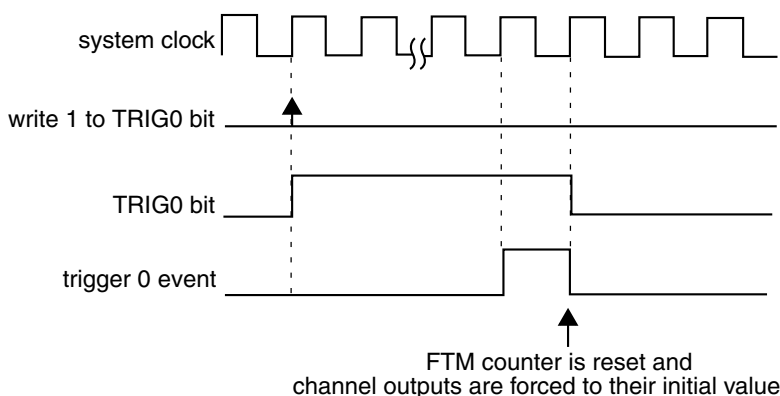 system clock
write 1 to TRIG0 bit
TRIG0 bit
trigger 0 event
FTM counter is reset and
channel outputs are forced to their initial value